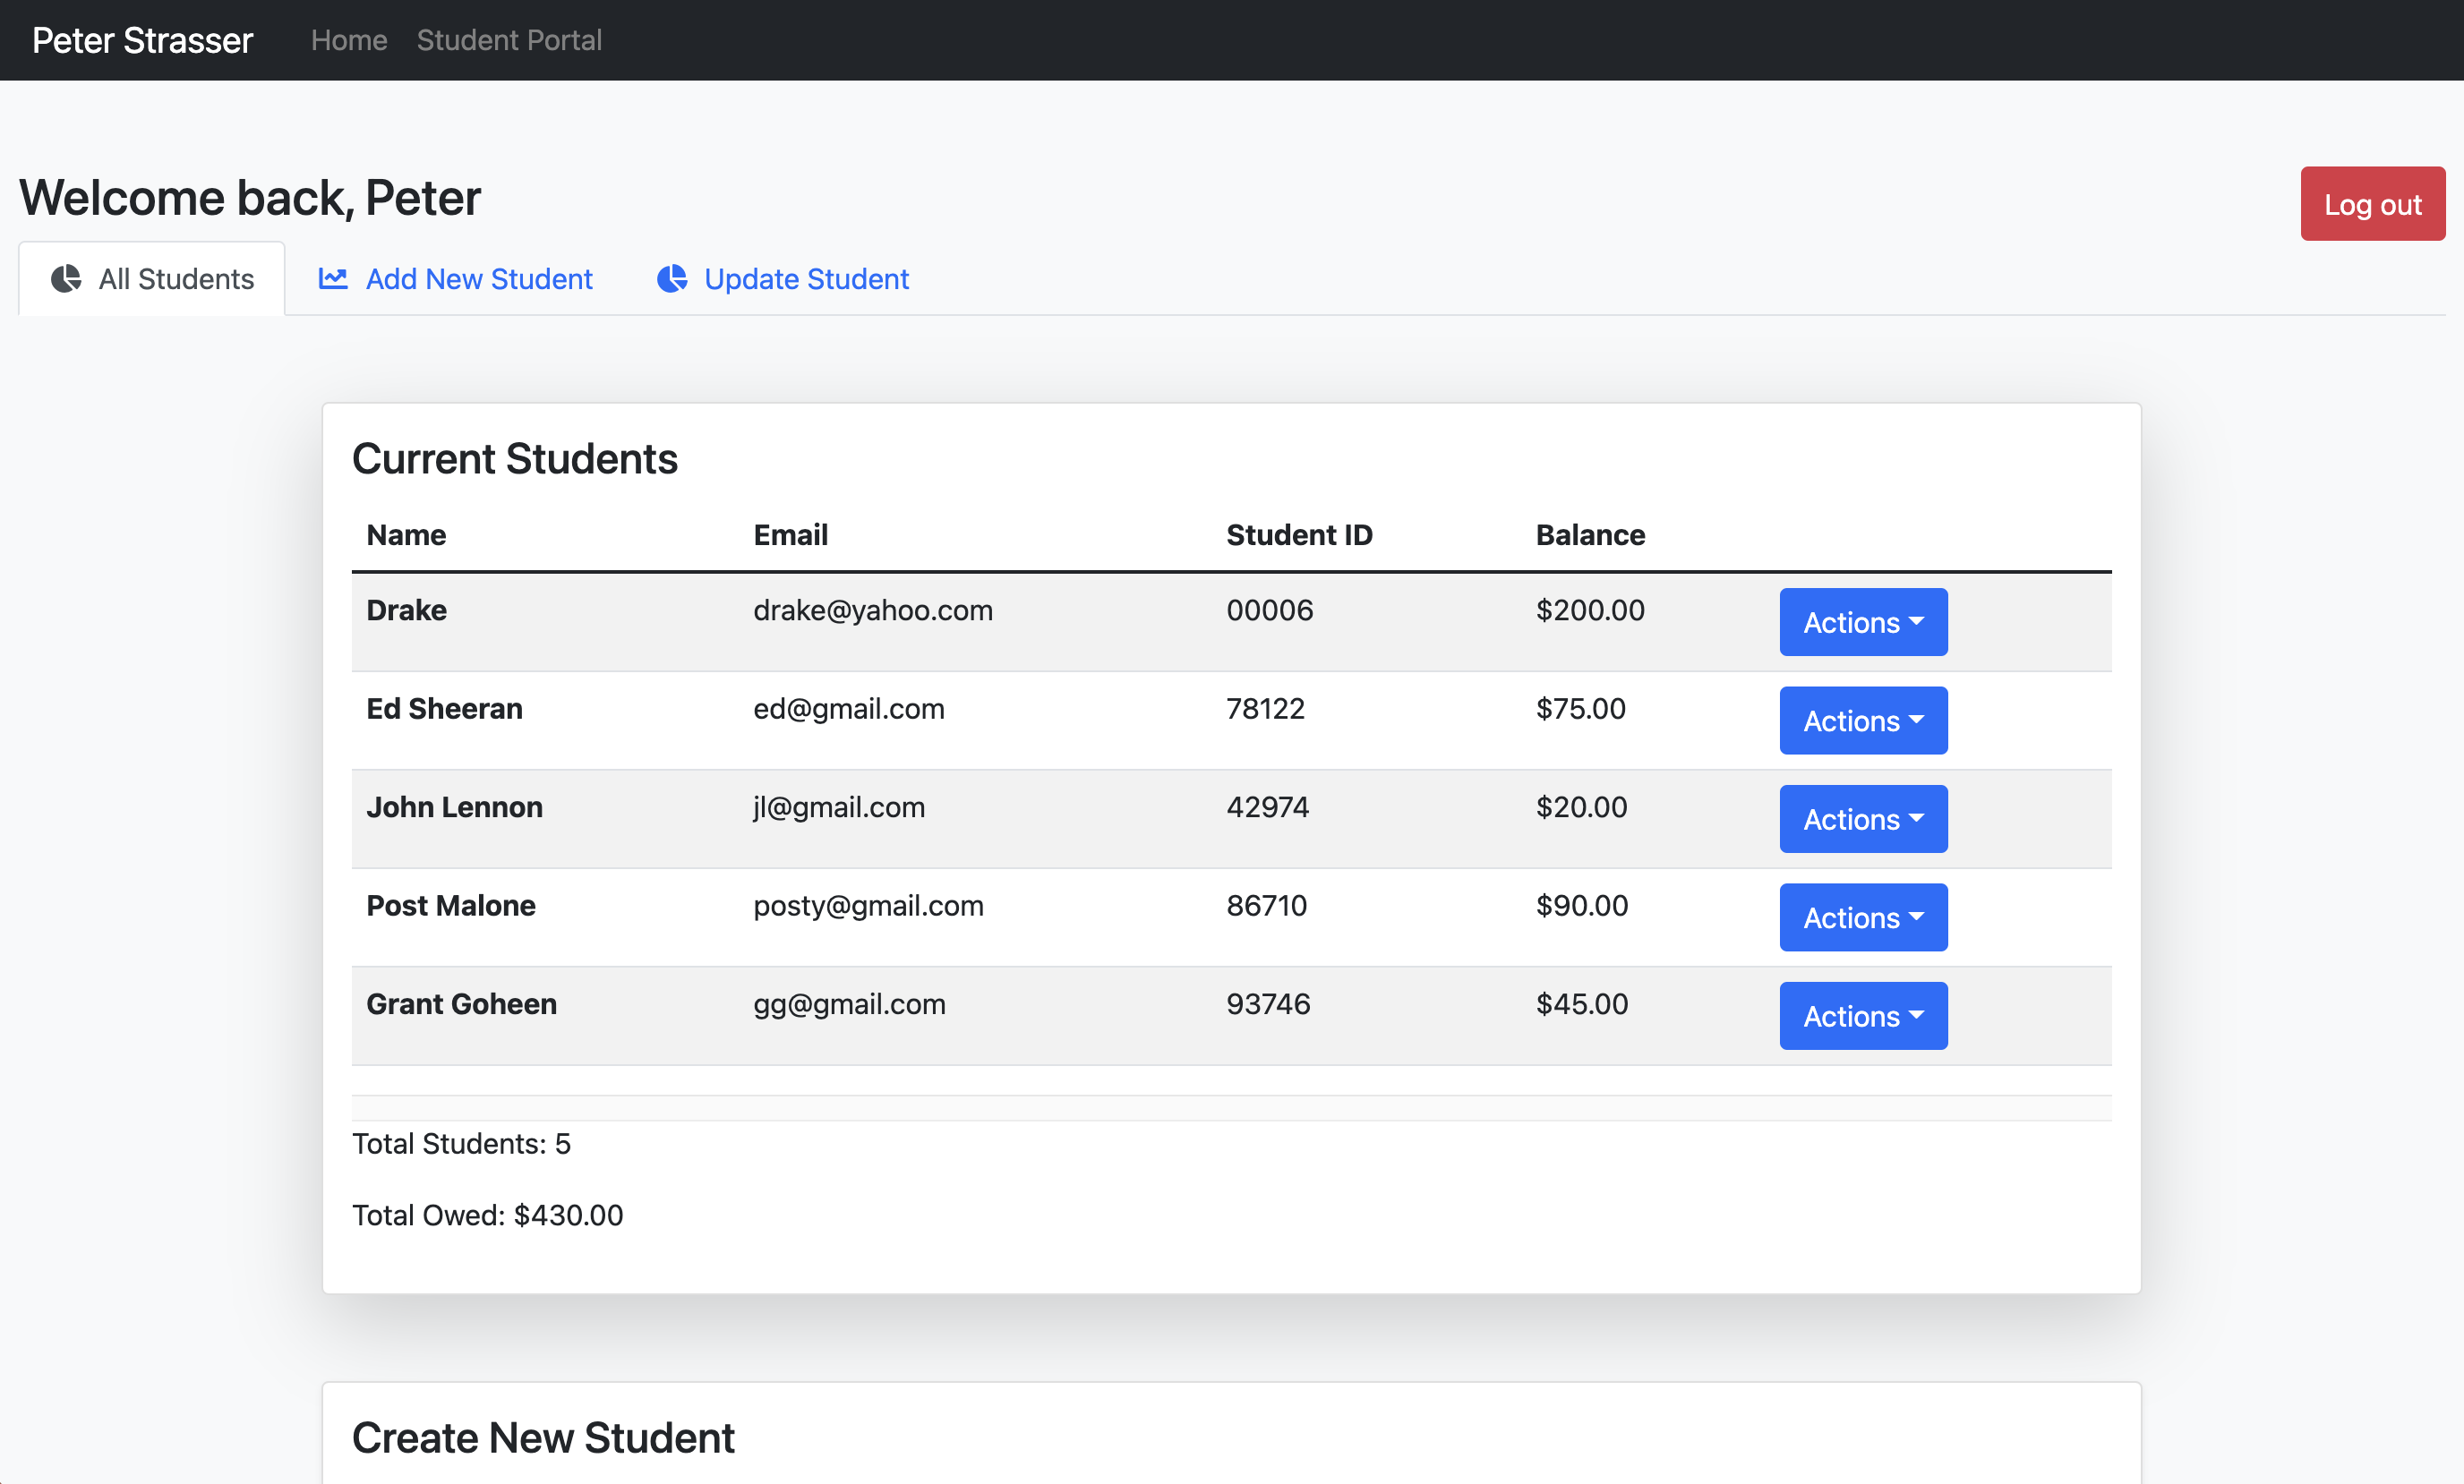 Peter Strasser Home Student Portal
Welcome back, Peter
Log out
All Students Add New Student Update Student
Current Students
Name Email Student ID Balance
Drake drake@yahoo.com 00006 $200.00 Actions
Ed Sheeran ed@gmail.com 78122 $75.00 Actions
John Lennon jl@gmail.com 42974 $20.00 Actions
Post Malone posty@gmail.com 86710 $90.00 Actions
Grant Goheen gg@gmail.com 93746 $45.00 Actions
Total Students: 5
Total Owed: $430.00
Create New Student